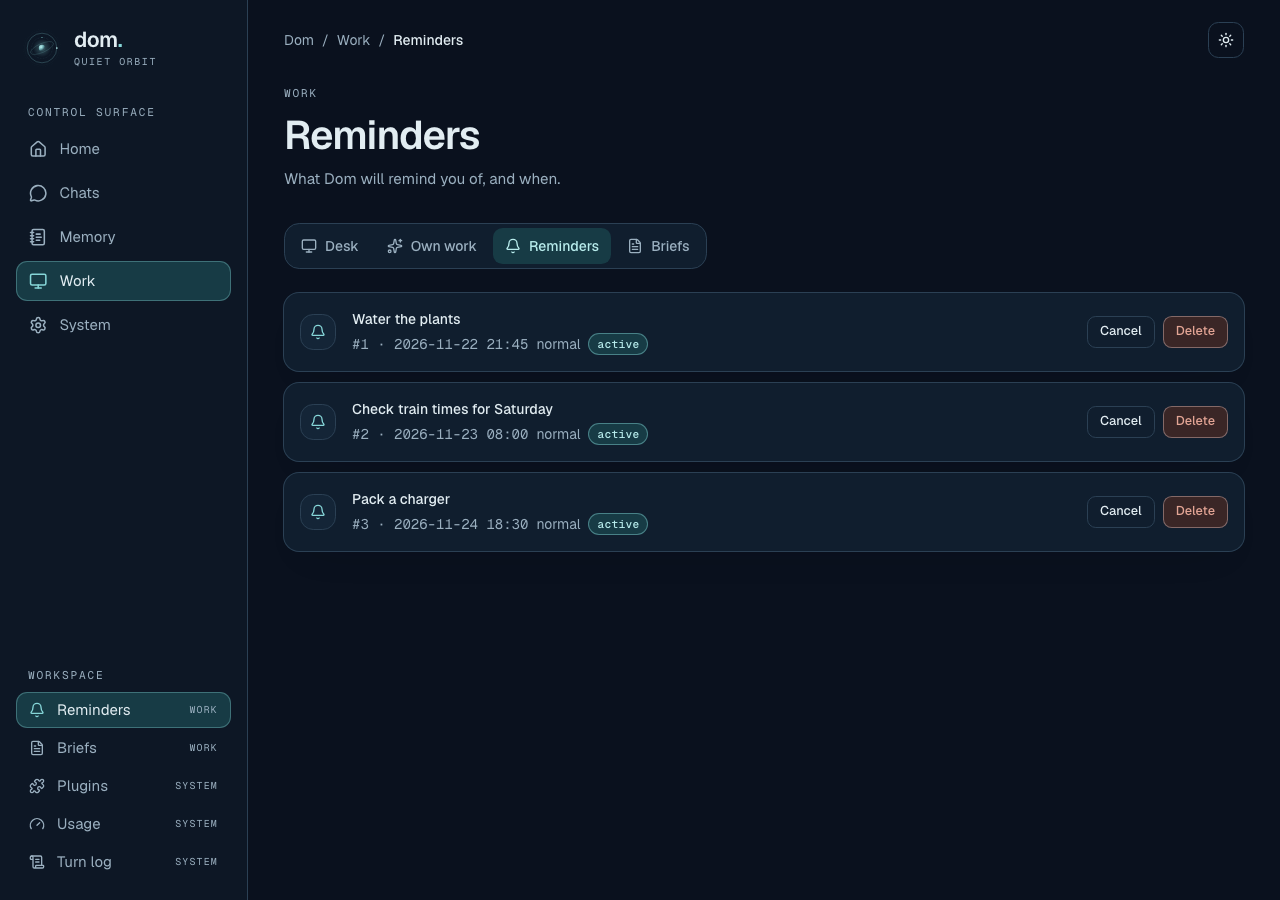 dom.
QUIET ORBIT
CONTROL SURFACE
Home
Chats
Memory
Work
System
WORKSPACE
Reminders WORK
Briefs WORK
Plugins SYSTEM
Usage SYSTEM
Turn log SYSTEM
Dom / Work / Reminders
WORK
Reminders
What Dom will remind you of, and when.
Desk Own work Reminders Briefs
Water the plants
#1 · 2026-11-22 21:45 normal active
Cancel Delete
Check train times for Saturday
#2 · 2026-11-23 08:00 normal active
Cancel Delete
Pack a charger
#3 · 2026-11-24 18:30 normal active
Cancel Delete